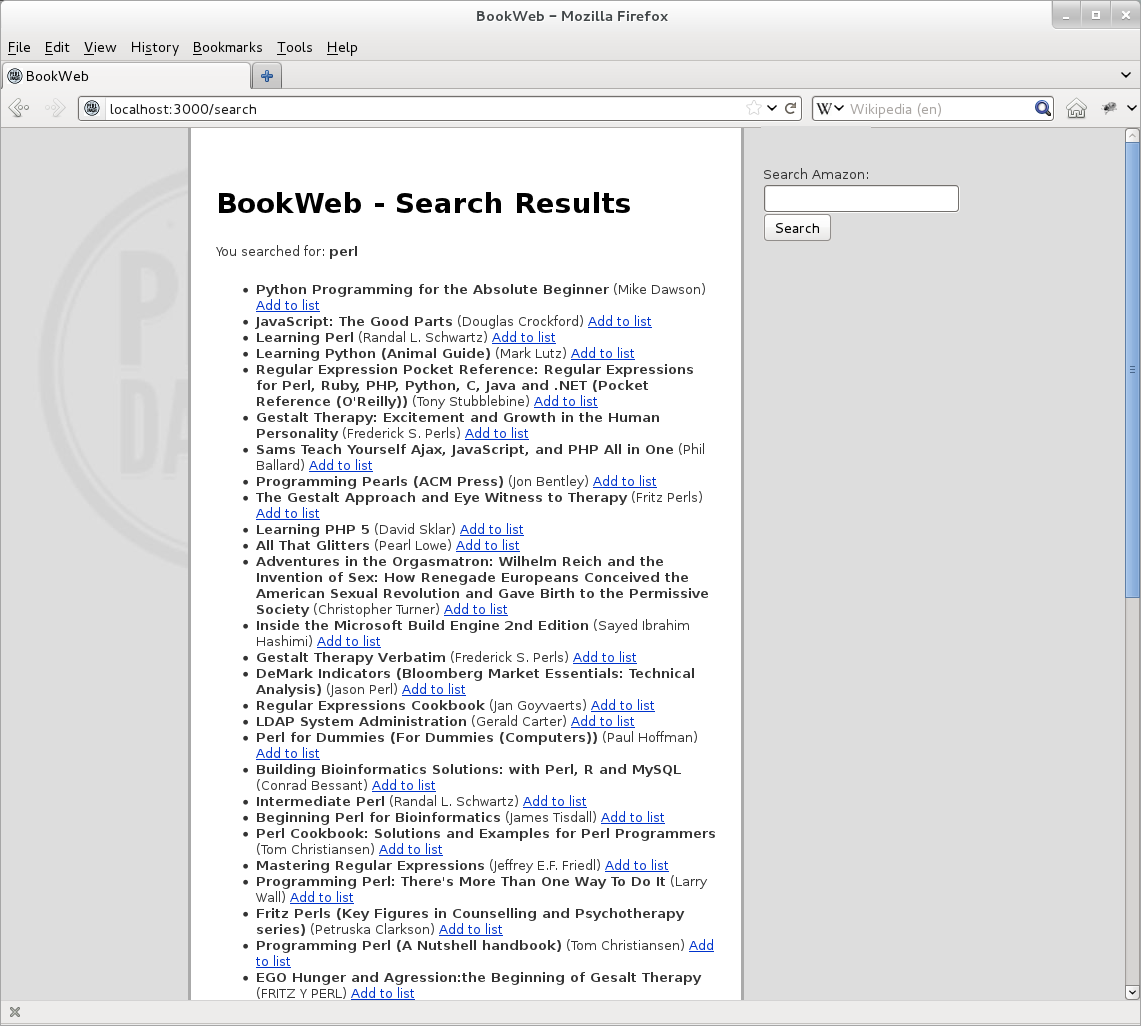 BookWeb - Mozilla Firefox
File Edit View History Bookmarks Tools Help
BookWeb
localhost:3000/search
W Wikipedia (en)
Search Amazon:
Search
BookWeb - Search Results
You searched for: perl
• Python Programming for the Absolute Beginner (Mike Dawson)
Add to list
• JavaScript: The Good Parts (Douglas Crockford) Add to list
• Learning Perl (Randal L. Schwartz) Add to list
• Learning Python (Animal Guide) (Mark Lutz) Add to list
• Regular Expression Pocket Reference: Regular Expressions
for Perl, Ruby, PHP, Python, C, Java and .NET (Pocket
Reference (O'Reilly)) (Tony Stubblebine) Add to list
• Gestalt Therapy: Excitement and Growth in the Human
Personality (Frederick S. Perls) Add to list
• Sams Teach Yourself Ajax, JavaScript, and PHP All in One (Phil
Ballard) Add to list
• Programming Pearls (ACM Press) (Jon Bentley) Add to list
• The Gestalt Approach and Eye Witness to Therapy (Fritz Perls)
Add to list
• Learning PHP 5 (David Sklar) Add to list
• All That Glitters (Pearl Lowe) Add to list
• Adventures in the Orgasmatron: Wilhelm Reich and the
Invention of Sex: How Renegade Europeans Conceived the
American Sexual Revolution and Gave Birth to the Permissive
Society (Christopher Turner) Add to list
• Inside the Microsoft Build Engine 2nd Edition (Sayed Ibrahim
Hashimi) Add to list
• Gestalt Therapy Verbatim (Frederick S. Perls) Add to list
• DeMark Indicators (Bloomberg Market Essentials: Technical
Analysis) (Jason Perl) Add to list
• Regular Expressions Cookbook (Jan Goyvaerts) Add to list
• LDAP System Administration (Gerald Carter) Add to list
• Perl for Dummies (For Dummies (Computers)) (Paul Hoffman)
Add to list
• Building Bioinformatics Solutions: with Perl, R and MySQL
(Conrad Bessant) Add to list
• Intermediate Perl (Randal L. Schwartz) Add to list
• Beginning Perl for Bioinformatics (James Tisdall) Add to list
• Perl Cookbook: Solutions and Examples for Perl Programmers
(Tom Christiansen) Add to list
• Mastering Regular Expressions (Jeffrey E.F. Friedl) Add to list
• Programming Perl: There's More Than One Way To Do It (Larry
Wall) Add to list
• Fritz Perls (Key Figures in Counselling and Psychotherapy
series) (Petruska Clarkson) Add to list
• Programming Perl (A Nutshell handbook) (Tom Christiansen) Add
to list
• EGO Hunger and Agression:the Beginning of Gesalt Therapy
(FRITZ Y PERL) Add to list